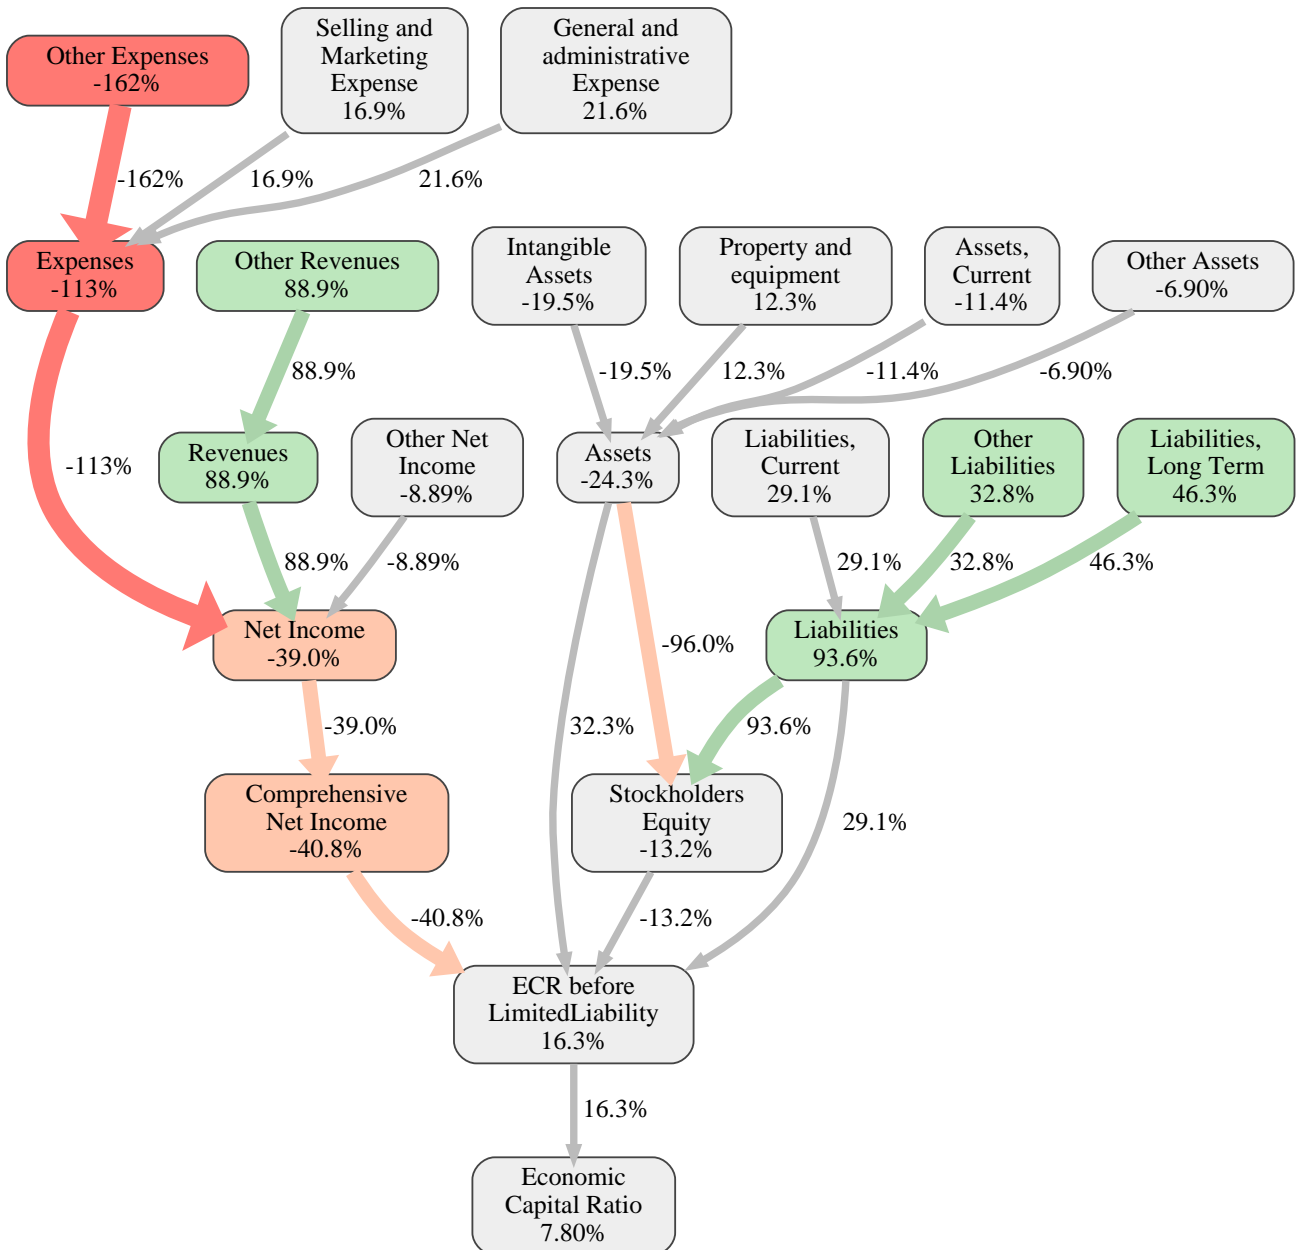 Other Expenses
-162%
Selling and
Marketing
Expense
16.9%
General and
administrative
Expense
21.6%
-162%
16.9%
21.6%
Expenses
-113%
Other Revenues
88.9%
Intangible
Assets
-19.5%
Property and
equipment
12.3%
Assets,
Current
-11.4%
Other Assets
-6.90%
88.9%
-19.5%
12.3%
-11.4%
-6.90%
-113%
Revenues
88.9%
Other Net
Income
-8.89%
Assets
-24.3%
Liabilities,
Current
29.1%
Other
Liabilities
32.8%
Liabilities,
Long Term
46.3%
88.9%
-8.89%
29.1%
32.8%
46.3%
Net Income
-39.0%
-96.0%
Liabilities
93.6%
-39.0%
32.3%
93.6%
Comprehensive
Net Income
-40.8%
Stockholders
Equity
-13.2%
29.1%
-40.8%
-13.2%
ECR before
LimitedLiability
16.3%
16.3%
Economic
Capital Ratio
7.80%